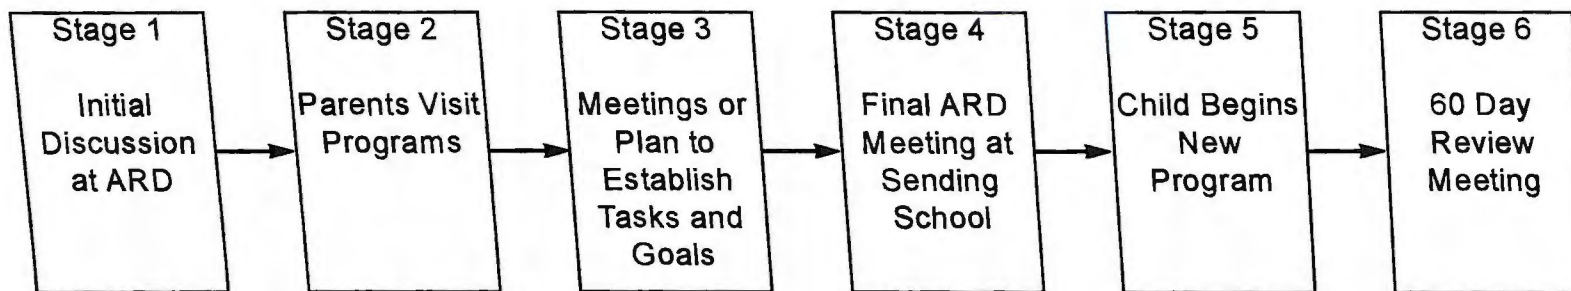 Stage 1
Initial
Discussion
at ARD
Stage 2
Parents Visit
Programs
Stage 3
Meetings or
Plan to
Establish
Tasks and
Goals
Stage 4
Final ARD
Meeting at
Sending
School
Stage 5
Child Begins
New
Program
Stage 6
60 Day
Review
Meeting